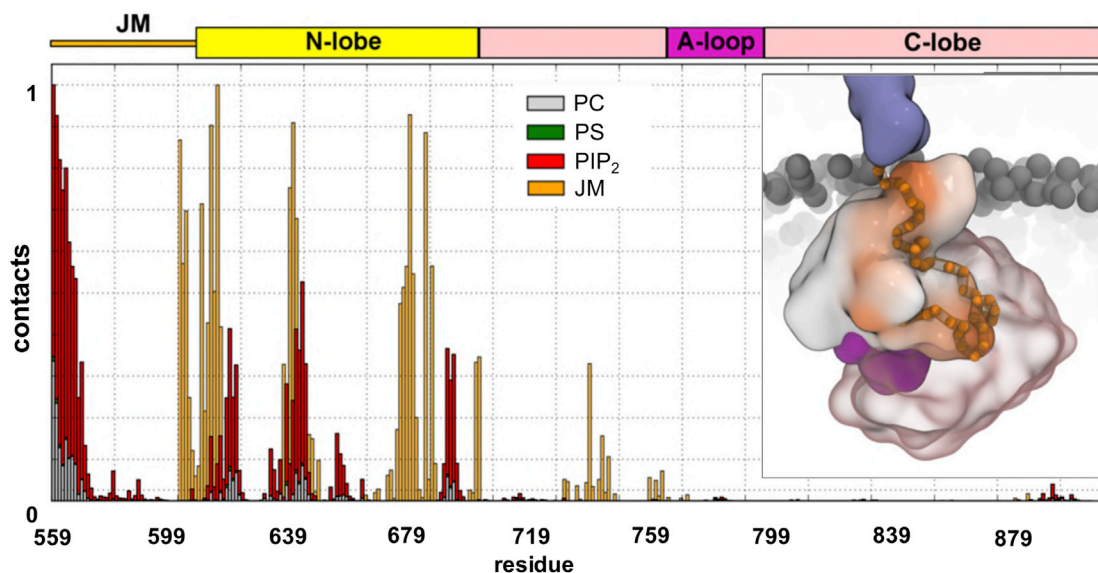 JM
N-lobe
A-loop
C-lobe
1
PC
PS
PIP₂
JM
contacts
0
559 599 639 679 719 759 799 839 879
residue